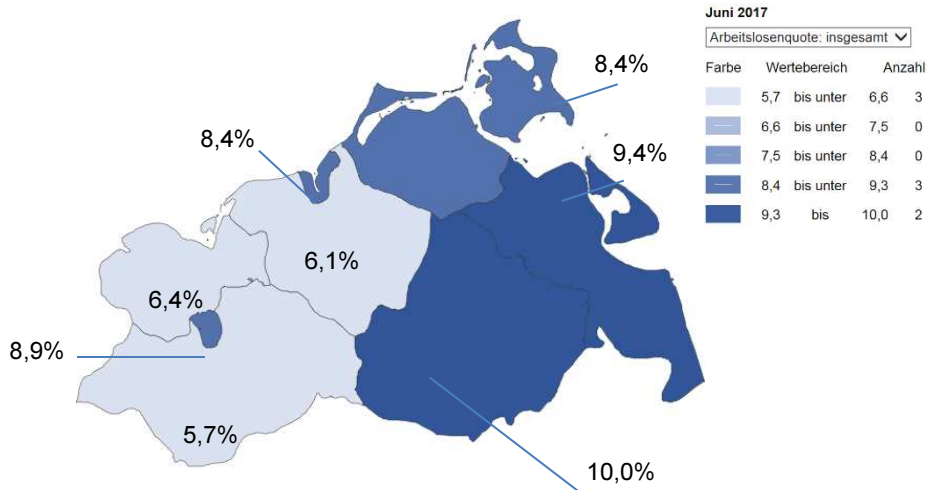 Juni 2017
Arbeitslosenquote: insgesamt
Farbe Wertebereich Anzahl
5,7 bis unter 6,6 3
6,6 bis unter 7,5 0
7,5 bis unter 8,4 0
8,4 bis unter 9,3 3
9,3 bis 10,0 2
8,4%
8,4%
9,4%
6,1%
6,4%
8,9%
5,7%
10,0%